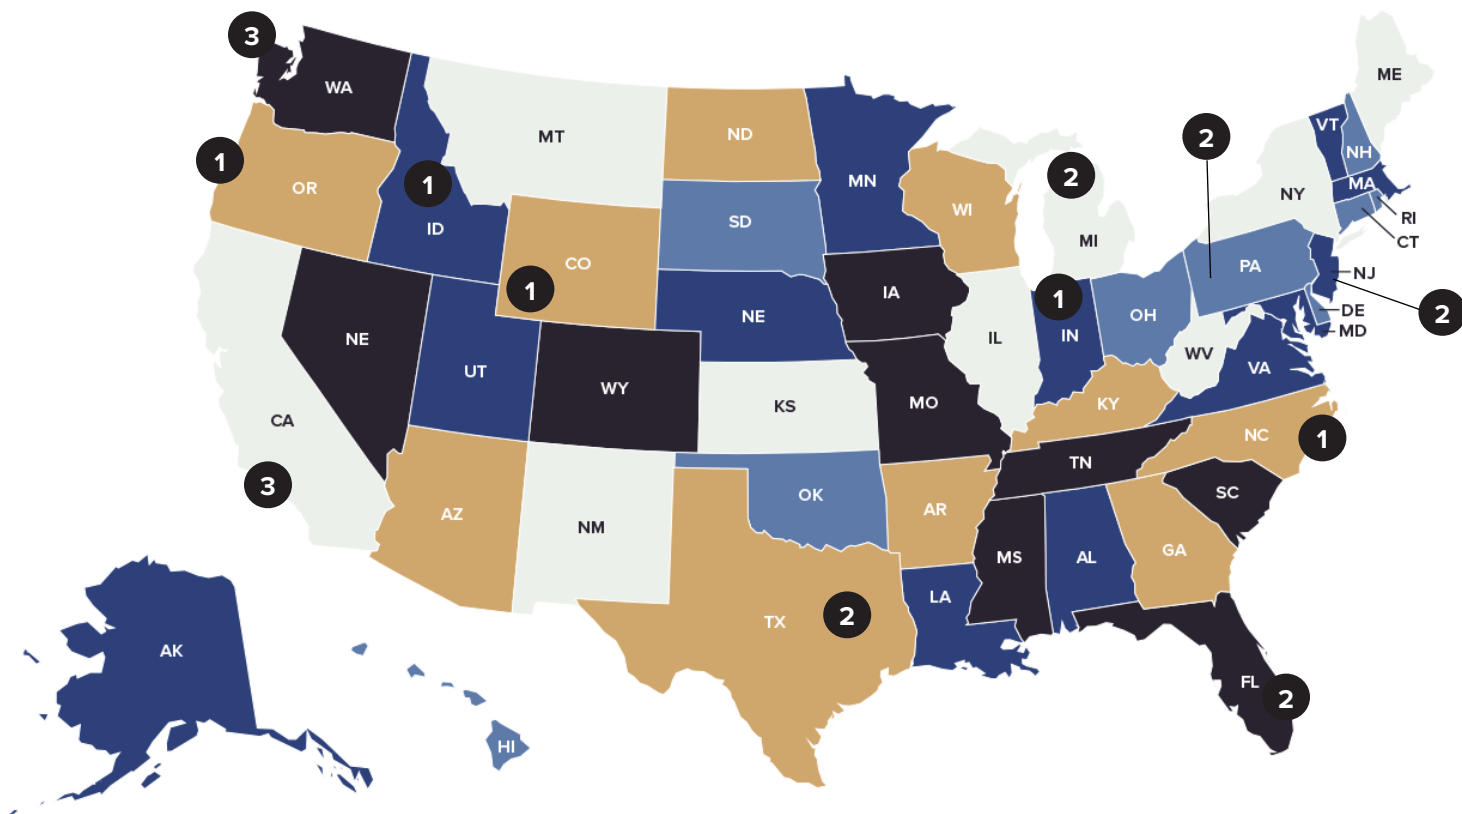 3
WA
ME
VT
2
ND
MT
NH
1
OR
1
MN
2
MA
NY
WI
SD
RI
ID
MI
CT
CO
PA
NJ
1
IA
1
2
NE
OH
DE
IN
MD
NE
IL
WV
UT
VA
WY
MO
KS
KY
CA
NC
1
TN
3
OK
SC
AZ
AR
NM
GA
MS
AL
LA
TX
2
AK
FL
2
HI